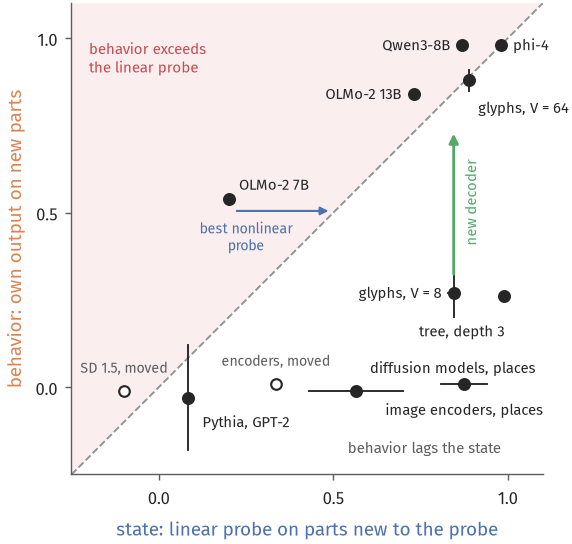 behavior exceeds
the linear probe
Qwen3-8B
phi-4
OLMo-2 13B
glyphs, V = 64
OLMo-2 7B
best nonlinear
probe
new decoder
glyphs, V = 8
tree, depth 3
SD 1.5, moved
encoders, moved
diffusion models, places
image encoders, places
Pythia, GPT-2
behavior lags the state
1.0
0.5
0.0
0.0
0.5
1.0
behavior: own output on new parts
state: linear probe on parts new to the probe